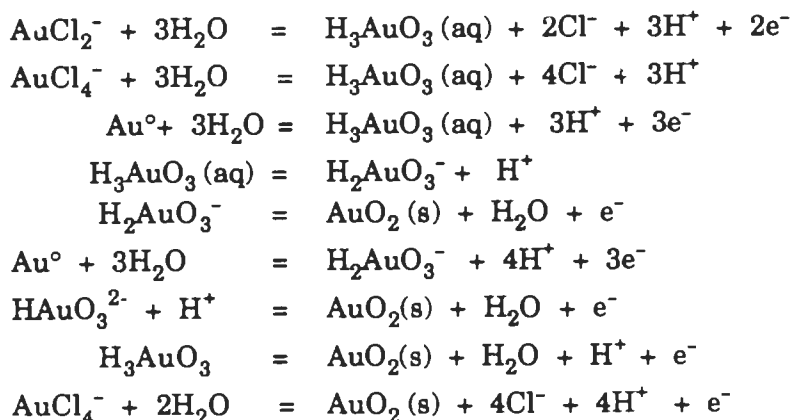 AuCl₂⁻ + 3H₂O = H₃AuO₃ (aq) + 2Cl⁻ + 3H⁺ + 2e⁻
AuCl₄⁻ + 3H₂O = H₃AuO₃ (aq) + 4Cl⁻ + 3H⁺
Au° + 3H₂O = H₃AuO₃ (aq) + 3H⁺ + 3e⁻
H₃AuO₃ (aq) = H₂AuO₃⁻ + H⁺
H₂AuO₃⁻ = AuO₂ (s) + H₂O + e⁻
Au° + 3H₂O = H₂AuO₃⁻ + 4H⁺ + 3e⁻
HAuO₃²⁻ + H⁺ = AuO₂(s) + H₂O + e⁻
H₃AuO₃ = AuO₂(s) + H₂O + H⁺ + e⁻
AuCl₄⁻ + 2H₂O = AuO₂ (s) + 4Cl⁻ + 4H⁺ + e⁻